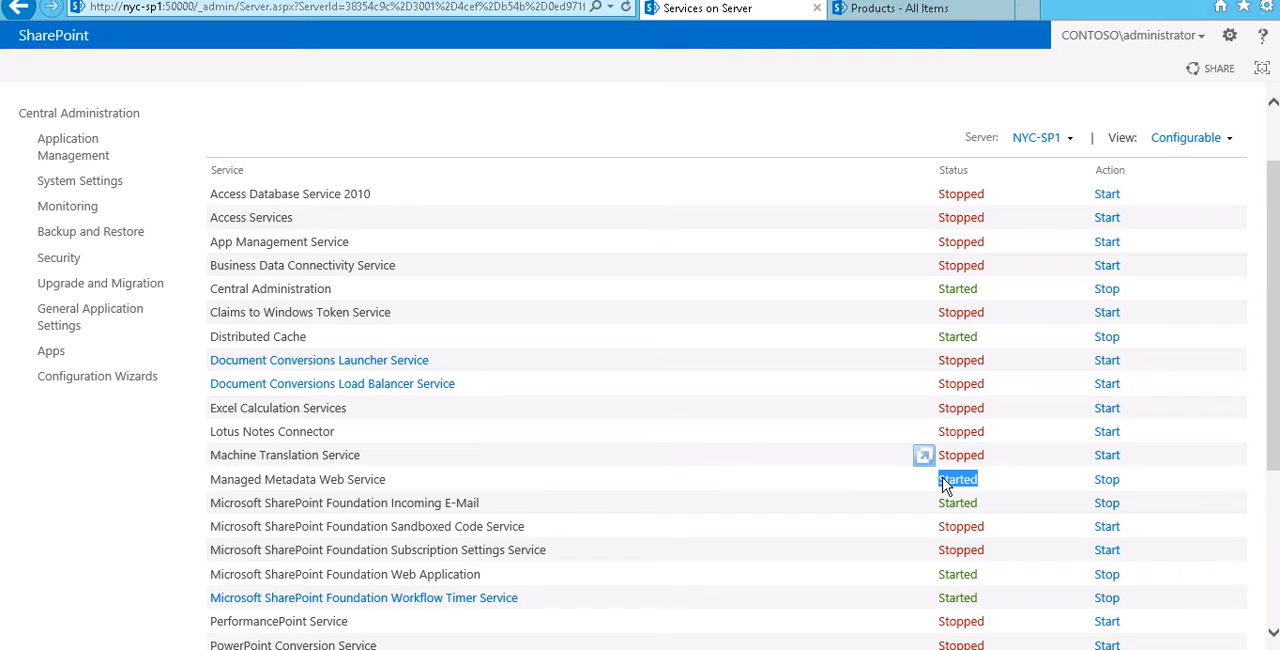 http://nyc-sp1:50000/_admin/Server.aspx?ServerId=38354c9c%2D3001%2D4cef%2Db54b%2D0ed971f
Services on Server
Products - All Items
SharePoint
CONTOSO\administrator
SHARE
Central Administration
Application
Management
System Settings
Monitoring
Backup and Restore
Security
Upgrade and Migration
General Application
Settings
Apps
Configuration Wizards
Server: NYC-SP1 | View: Configurable
Service Status Action
Access Database Service 2010 Stopped Start
Access Services Stopped Start
App Management Service Stopped Start
Business Data Connectivity Service Stopped Start
Central Administration Started Stop
Claims to Windows Token Service Stopped Start
Distributed Cache Started Stop
Document Conversions Launcher Service Stopped Start
Document Conversions Load Balancer Service Stopped Start
Excel Calculation Services Stopped Start
Lotus Notes Connector Stopped Start
Machine Translation Service Stopped Start
Managed Metadata Web Service Started Stop
Microsoft SharePoint Foundation Incoming E-Mail Started Stop
Microsoft SharePoint Foundation Sandboxed Code Service Stopped Start
Microsoft SharePoint Foundation Subscription Settings Service Stopped Start
Microsoft SharePoint Foundation Web Application Started Stop
Microsoft SharePoint Foundation Workflow Timer Service Started Stop
PerformancePoint Service Stopped Start
PowerPoint Conversion Service Stopped Start